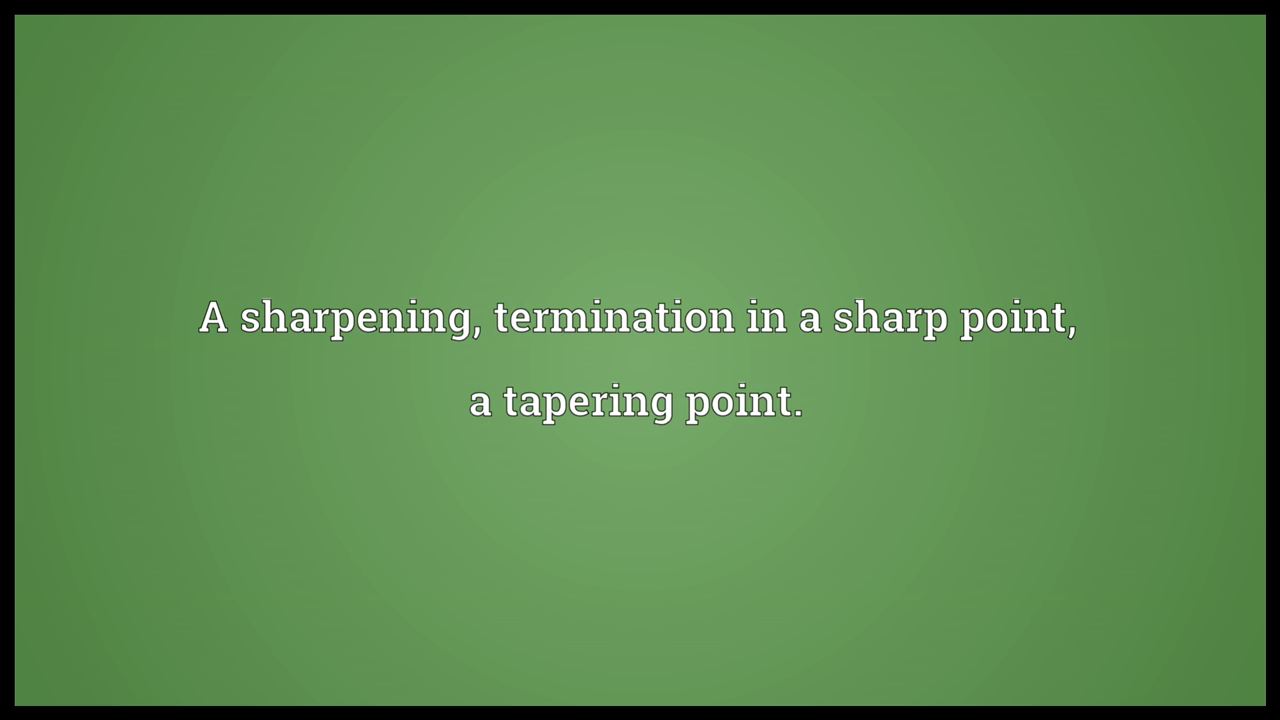 A sharpening, termination in a sharp point,
a tapering point.